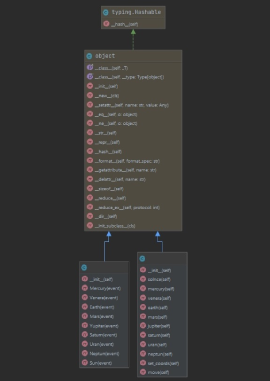 typing.Hashable
__hash__(self)
object
__class__(self: _T)
__class__(self, __type: Type[object])
__init__(self)
__new__(cls)
__setattr__(self, name: str, value: Any)
__eq__(self, o: object)
__ne__(self, o: object)
__str__(self)
__repr__(self)
__hash__(self)
__format__(self, format_spec: str)
__getattribute__(self, name: str)
__delattr__(self, name: str)
__sizeof__(self)
__reduce__(self)
__reduce_ex__(self, protocol: int)
__dir__(self)
__init_subclass__(cls)
__init__(self)
Mercury(event)
Venera(event)
Earth(event)
Mars(event)
Yupiter(event)
Saturn(event)
Uran(event)
Neptun(event)
Sun(event)
__init__(self)
mercury(self)
venera(self)
earth(self)
mars(self)
jupiter(self)
saturn(self)
uran(self)
neptun(self)
move(self)